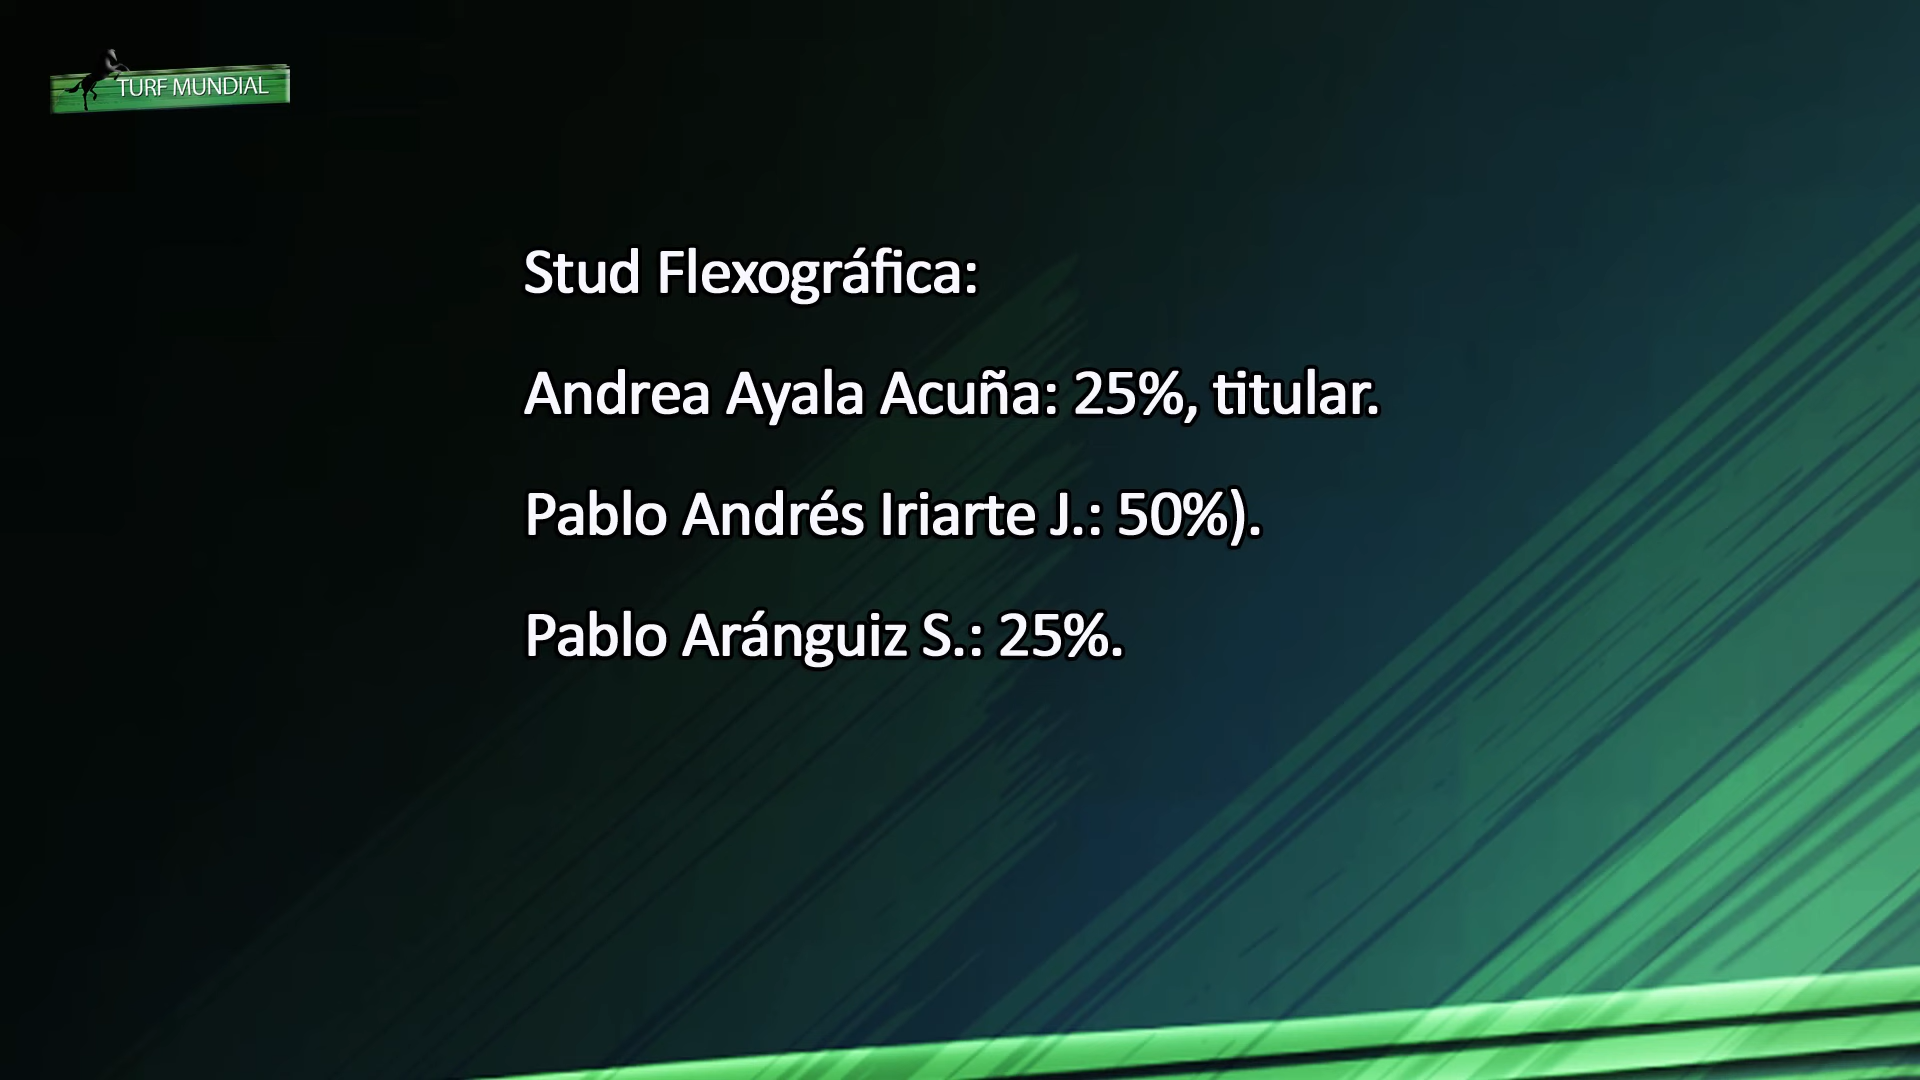 TURF MUNDIAL
Stud Flexográfica:
Andrea Ayala Acuña: 25%, titular.
Pablo Andrés Iriarte J.: 50%).
Pablo Aránguiz S.: 25%.